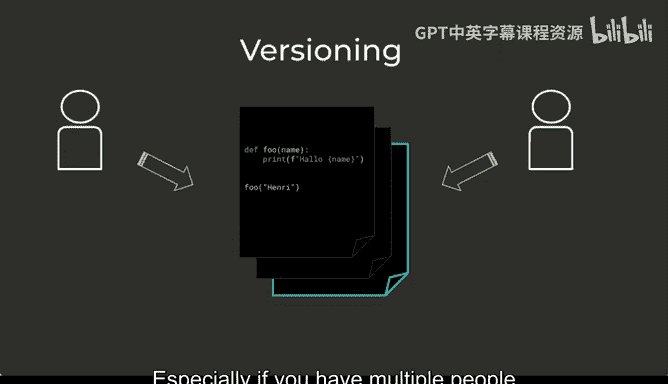 GPT中英字幕课程资源 bilibili
Versioning
def foo(name):
    print(f"Hallo {name}")
foo("Henri")
Especially if you have multiple people